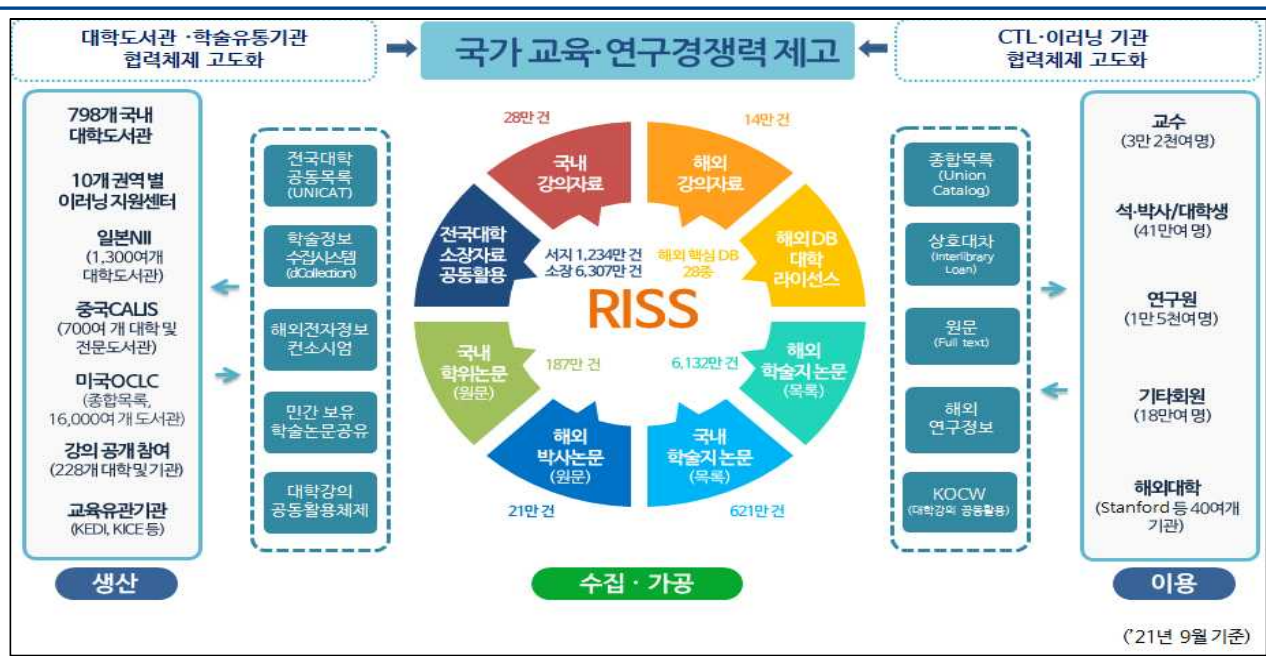 대학도서관 ·학술유통기관
협력체제 고도화
국가 교육·연구경쟁력 제고
CTL·이러닝 기관
협력체제 고도화
798개 국내
대학도서관
10개 권역 별
이러닝 지원센터
일본NII
(1,300여개
대학도서관)
중국CALIS
(700여 개 대학 및
전문도서관)
미국OCLC
(종합목록,
16,000여 개 도서관)
강의 공개 참여
(228개 대학 및 기관)
교육유관기관
(KEDI, KICE 등)
생산
전국대학
공동목록
(UNICAT)
학술정보
수집시스템
(dCollection)
해외전자정보
컨소시엄
민간 보유
학술논문공유
대학강의
공동활용체제
28만 건
14만 건
국내
강의자료
해외
강의자료
전국대학
소장자료
공동활용
서지 1,234만 건
소장 6,307만 건
해외 핵심 DB
28종
해외 DB
대학
라이선스
RISS
국내
학위논문
(원문)
187만 건
6,132만 건
해외
학술지 논문
(목록)
해외
박사논문
(원문)
국내
학술지 논문
(목록)
21만 건
621만 건
수집 · 가공
종합목록
(Union
Catalog)
상호대차
(Interlibrary
Loan)
원문
(Full text)
해외
연구정보
KOCW
(대학강의 공동활용)
교수
(3만 2천여 명)
석·박사/대학생
(41만여 명)
연구원
(1만 5천여 명)
기타회원
(18만여 명)
해외대학
(Stanford 등 40여개
기관)
이용
('21년 9월 기준)